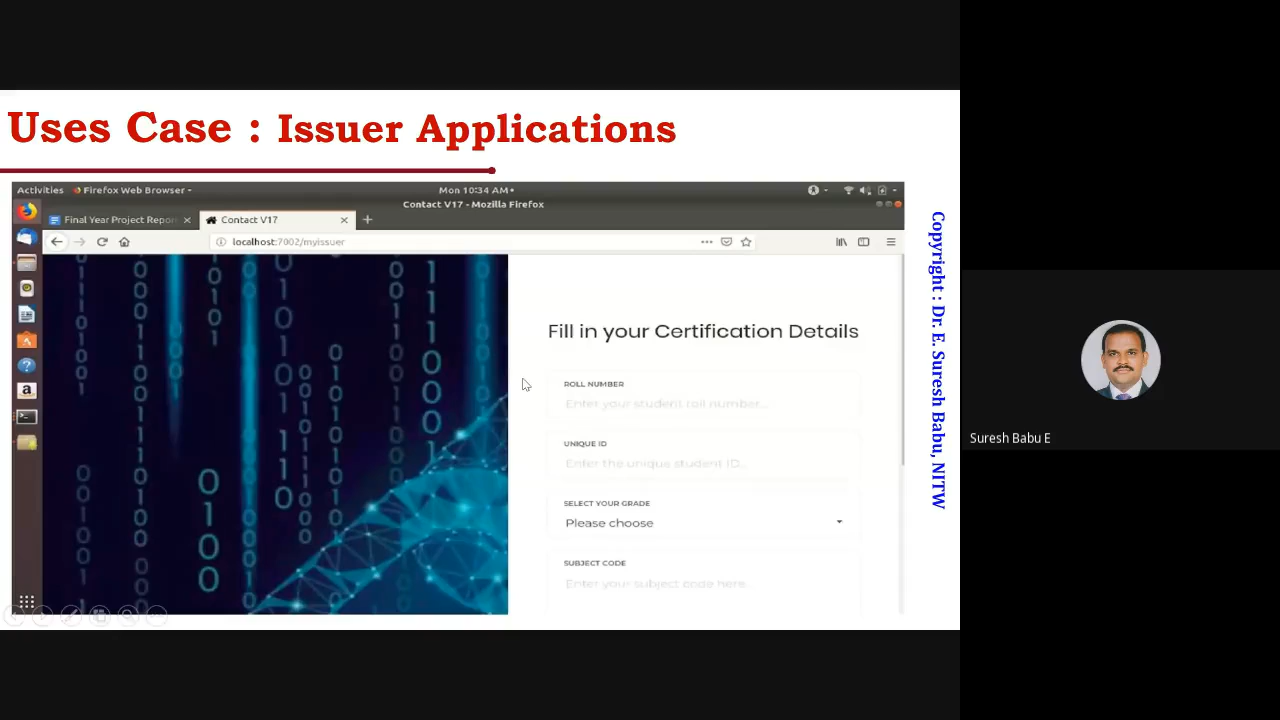 Uses Case : Issuer Applications
Activities Firefox Web Browser Mon 10:34 AM
Contact V17 - Mozilla Firefox
Final Year Project Repor
Contact V17
localhost:7002/myissuer
Fill in your Certification Details
ROLL NUMBER
Enter your student roll number...
UNIQUE ID
Enter the unique student ID...
SELECT YOUR GRADE
Please choose
SUBJECT CODE
Enter your subject code here...
Copyright : Dr. E. Suresh Babu, NITW
Suresh Babu E